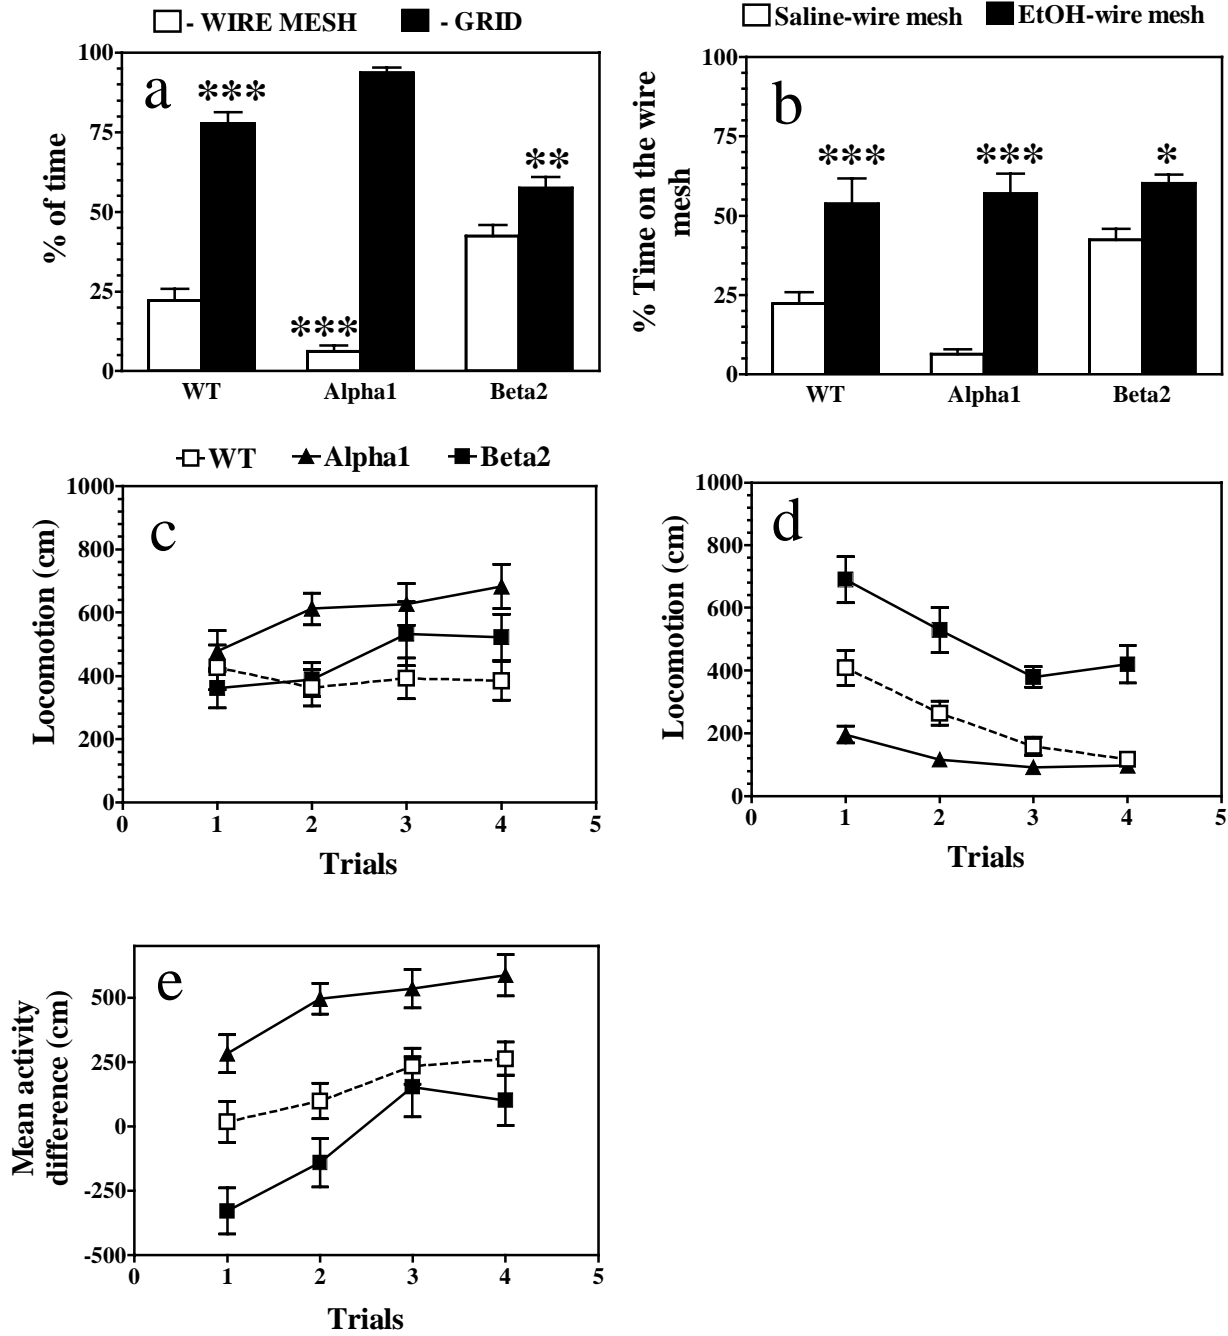 - WIRE MESH - GRID
a
***
***
**
% of time
100
75
50
25
0
WT Alpha1 Beta2
Saline-wire mesh EtOH-wire mesh
b
***
***
*
% Time on the wire
mesh
100
75
50
25
0
WT Alpha1 Beta2
WT Alpha1 Beta2
c
Locomotion (cm)
1000
800
600
400
200
0
0 1 2 3 4 5
Trials
d
Locomotion (cm)
1000
800
600
400
200
0
0 1 2 3 4 5
Trials
e
Mean activity
difference (cm)
500
250
0
-250
-500
0 1 2 3 4 5
Trials